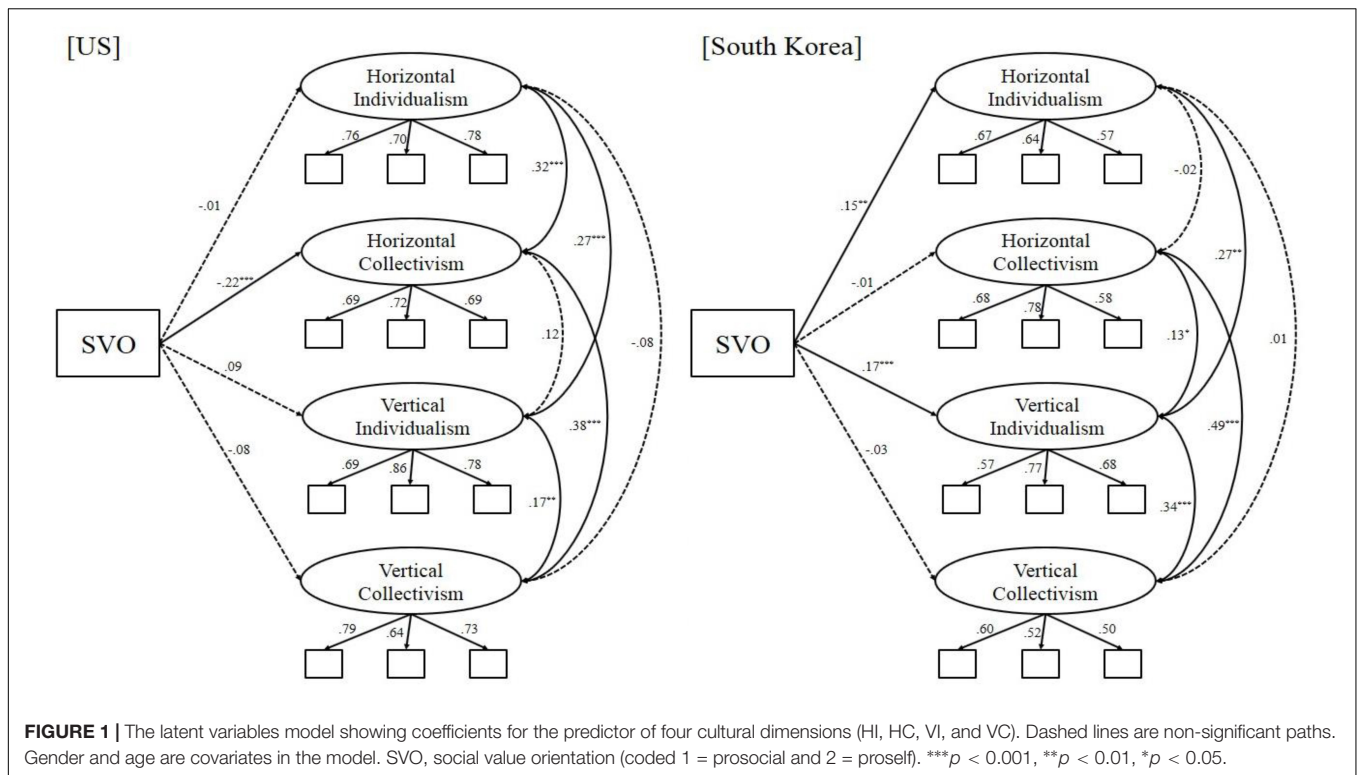 [US]
Horizontal
Individualism
.76 .70 .78
.32***
-.01
Horizontal
Collectivism
.27***
-.22***
.69 .72 .69
SVO
.12
-.08
.09
Vertical
Individualism
.38***
-.08
.69 .86 .78
.17**
Vertical
Collectivism
.79 .64 .73
[South Korea]
Horizontal
Individualism
.67 .64 .57
-.02
.15**
Horizontal
Collectivism
.27**
-.01
.68 .78 .58
SVO
.13*
.01
.17***
Vertical
Individualism
.49***
-.03
.57 .77 .68
.34***
Vertical
Collectivism
.60 .52 .50
FIGURE 1 | The latent variables model showing coefficients for the predictor of four cultural dimensions (HI, HC, VI, and VC). Dashed lines are non-significant paths.
Gender and age are covariates in the model. SVO, social value orientation (coded 1 = prosocial and 2 = proself). ***p < 0.001, **p < 0.01, *p < 0.05.